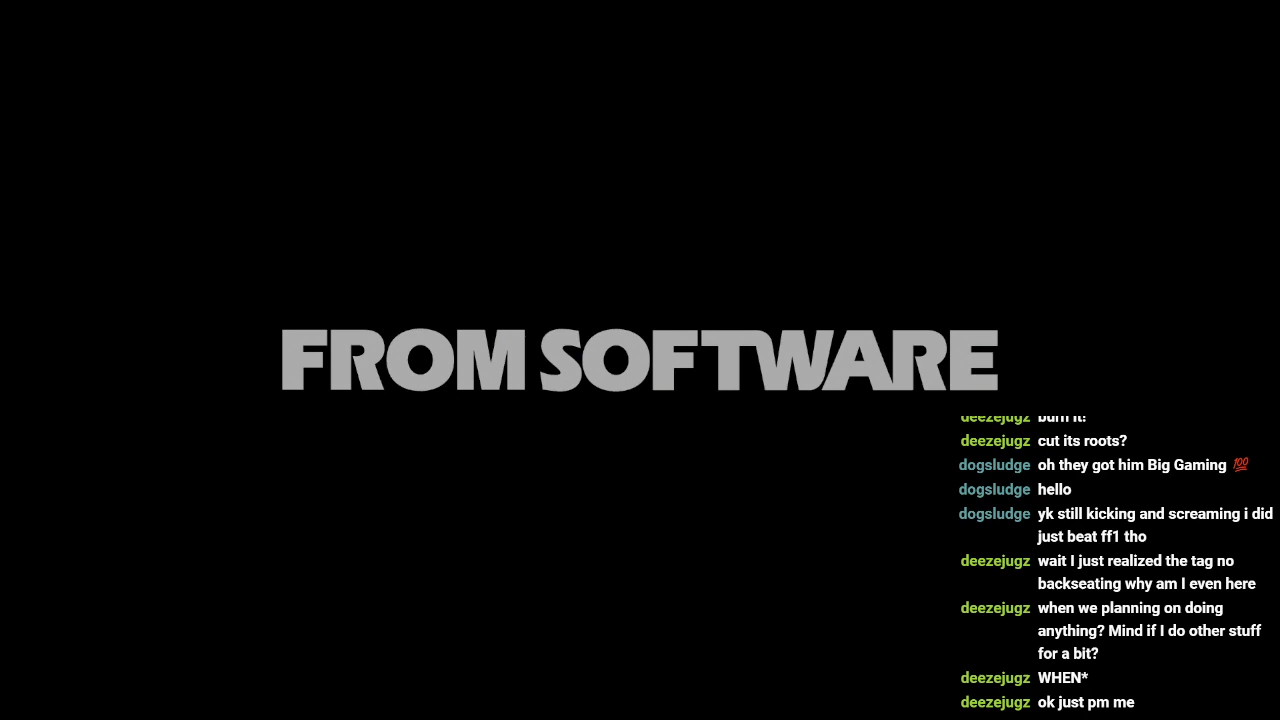 FROM SOFTWARE
deezejugz burn it!
deezejugz cut its roots?
dogsludge oh they got him Big Gaming 💯
dogsludge hello
dogsludge yk still kicking and screaming i did
just beat ff1 tho
deezejugz wait I just realized the tag no
backseating why am I even here
deezejugz when we planning on doing
anything? Mind if I do other stuff
for a bit?
deezejugz WHEN*
deezejugz ok just pm me